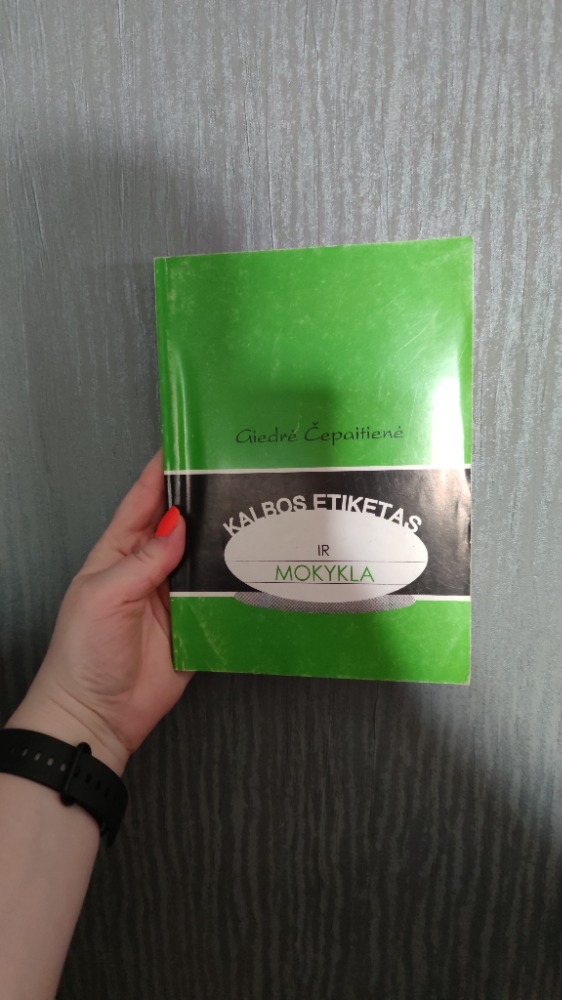 Giedrė Čepaitienė
KALBOS ETIKETAS
IR
MOKYKLA